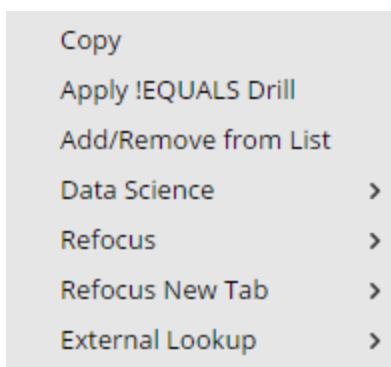 Copy
Apply !EQUALS Drill
Add/Remove from List
Data Science
Refocus
Refocus New Tab
External Lookup